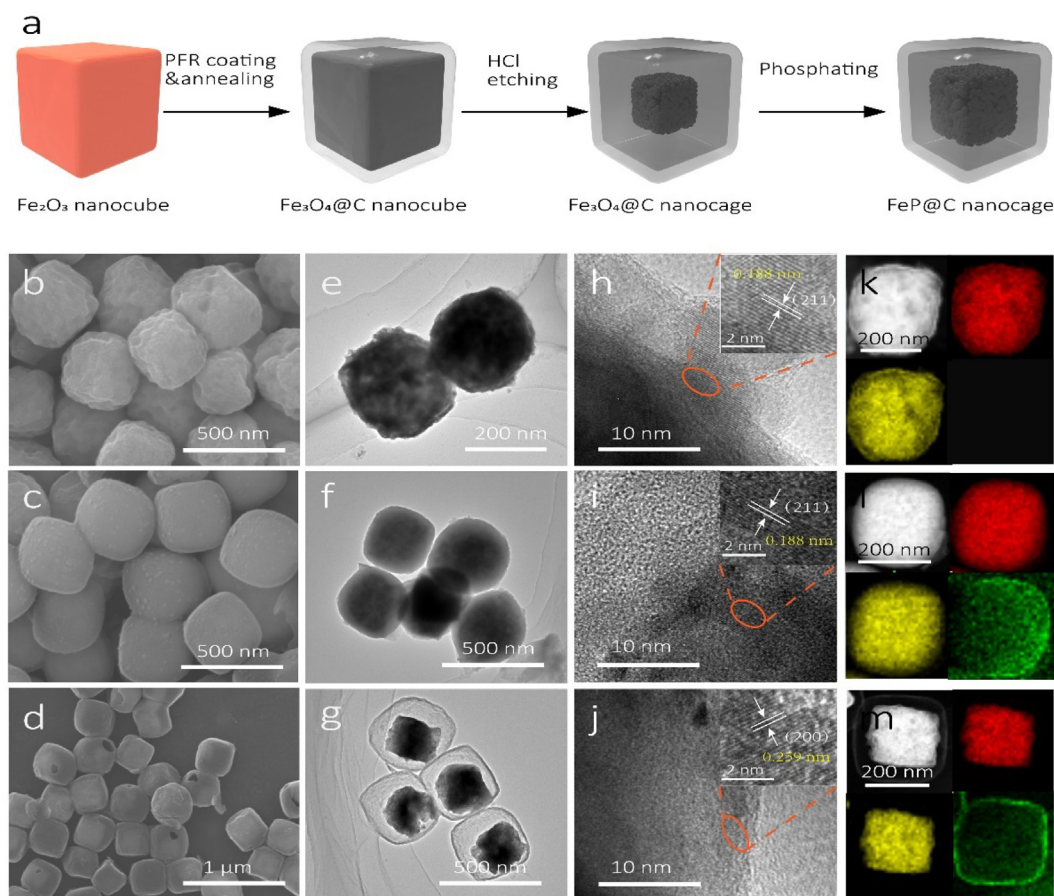 a
PFR coating
&annealing
HCl
etching
Phosphating
Fe₂O₃ nanocube
Fe₃O₄@C nanocube
Fe₃O₄@C nanocage
FeP@C nanocage
b
500 nm
e
200 nm
h
0.188 nm
(211)
2 nm
10 nm
k
200 nm
c
500 nm
f
500 nm
i
(211)
0.188 nm
2 nm
10 nm
l
200 nm
d
1 μm
g
500 nm
j
(200)
0.259 nm
2 nm
10 nm
m
200 nm